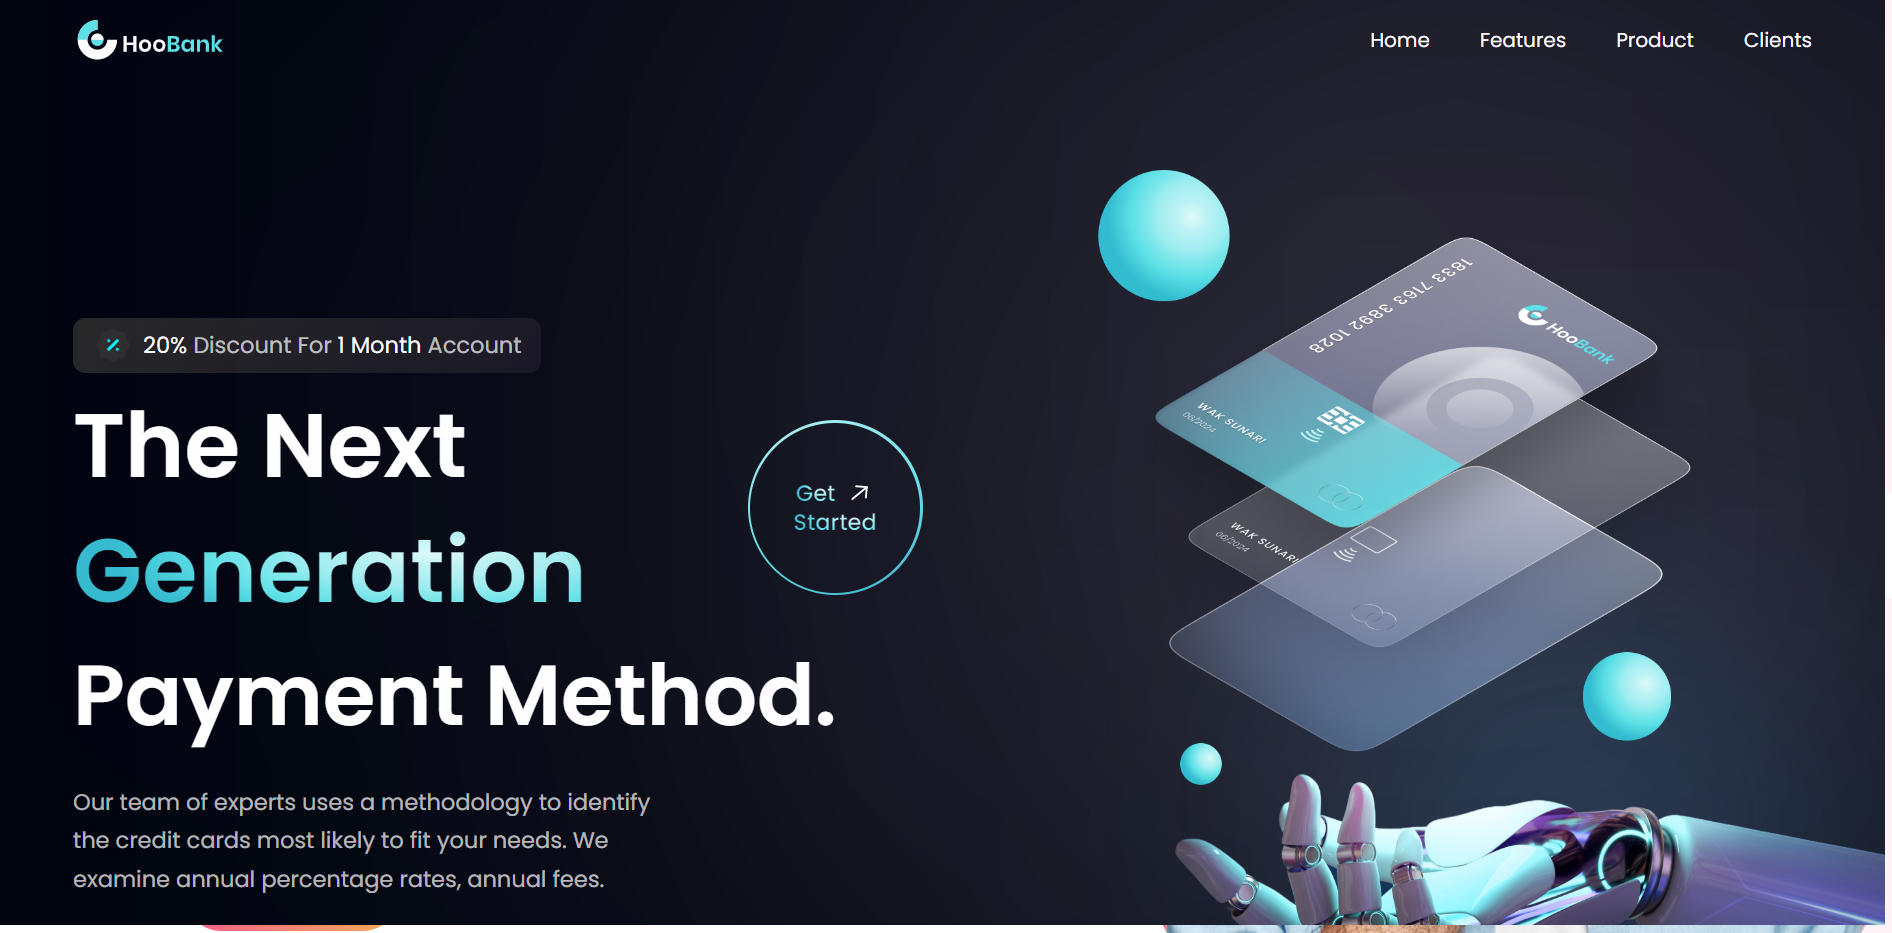 HooBank
Home Features Product Clients
20% Discount For 1 Month Account
The Next
Generation
Payment Method.
Get
Started
Our team of experts uses a methodology to identify
the credit cards most likely to fit your needs. We
examine annual percentage rates, annual fees.
1833 7163 3892 1028
HooBank
WAK SUNARI
06/2024
WAK SUNARI
06/2024